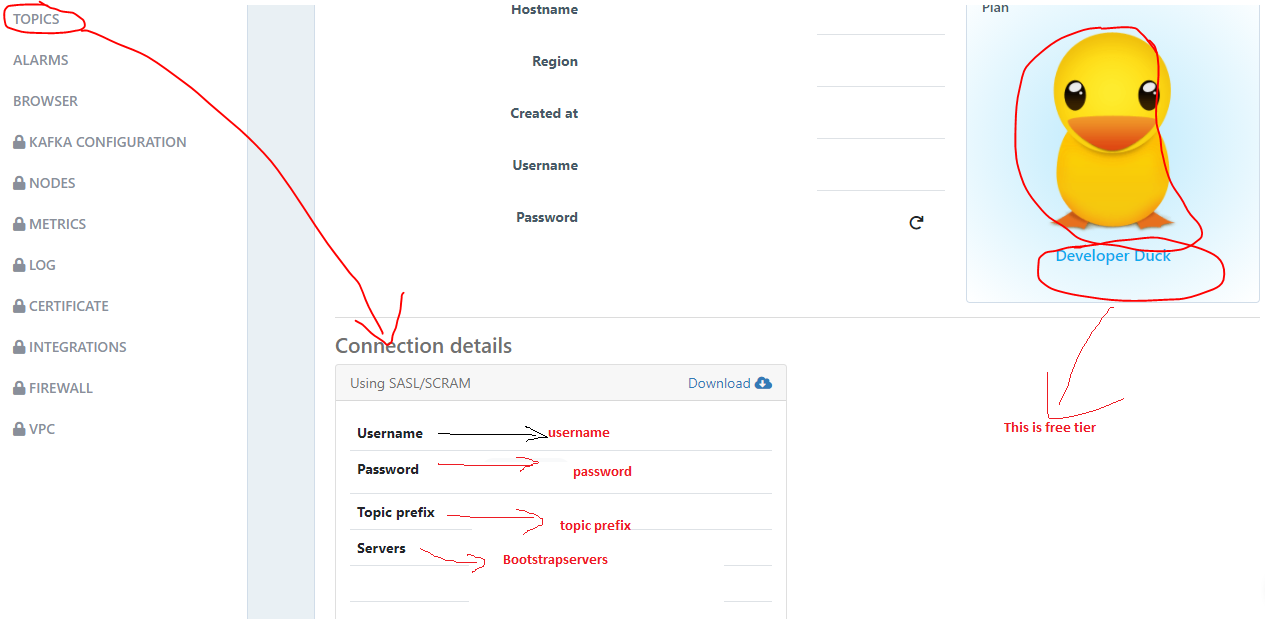 TOPICS
ALARMS
BROWSER
KAFKA CONFIGURATION
NODES
METRICS
LOG
CERTIFICATE
INTEGRATIONS
FIREWALL
VPC
Hostname
Region
Created at
Username
Password
Plan
Developer Duck
This is free tier
Connection details
Using SASL/SCRAM Download
Username username
Password password
Topic prefix topic prefix
Servers Bootstrapservers